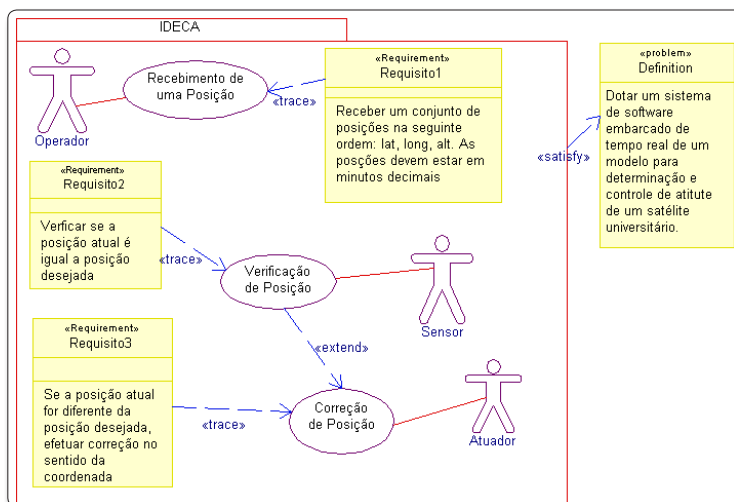 IDECA
Operador
Recebimento de
uma Posição
«trace»
«Requirement»
Requisito1
Receber um conjunto de
posições na seguinte
ordem: lat, long, alt. As
posções devem estar em
minutos decimais
«satisfy»
«problem»
Definition
Dotar um sistema
de software
embarcado de
tempo real de um
modelo para
determinação e
controle de atitute
de um satélite
universitário.
«Requirement»
Requisito2
Verficar se a
posição atual é
igual a posição
desejada
«trace»
Verificação
de Posição
Sensor
«extend»
«Requirement»
Requisito3
Se a posição atual
for diferente da
posição desejada,
efetuar correção no
sentido da
coordenada
«trace»
Correção
de Posição
Atuador